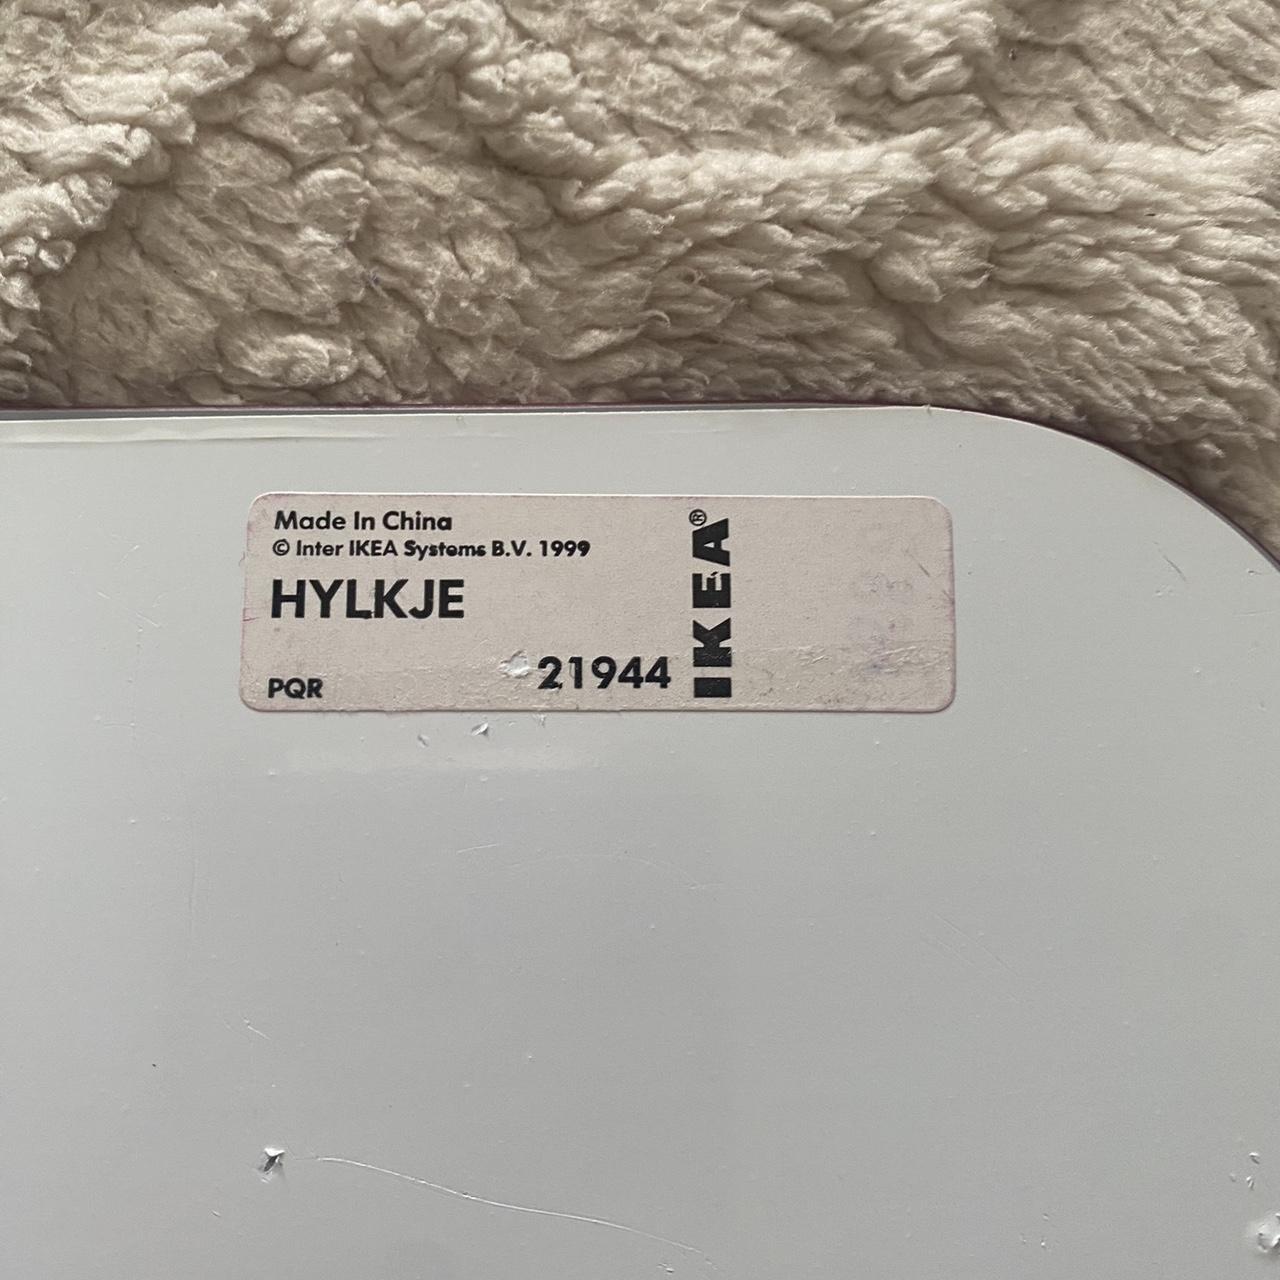 Made In China
© Inter IKEA Systems B.V. 1999
HYLKJE
21944
PQR
IKEA®